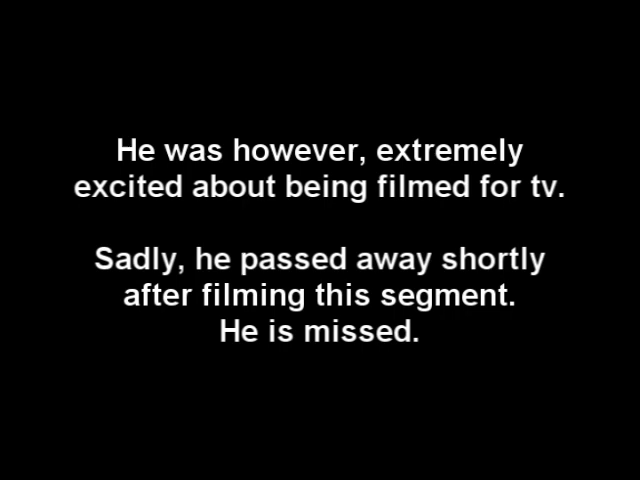 He was however, extremely
excited about being filmed for tv.
Sadly, he passed away shortly
after filming this segment.
He is missed.